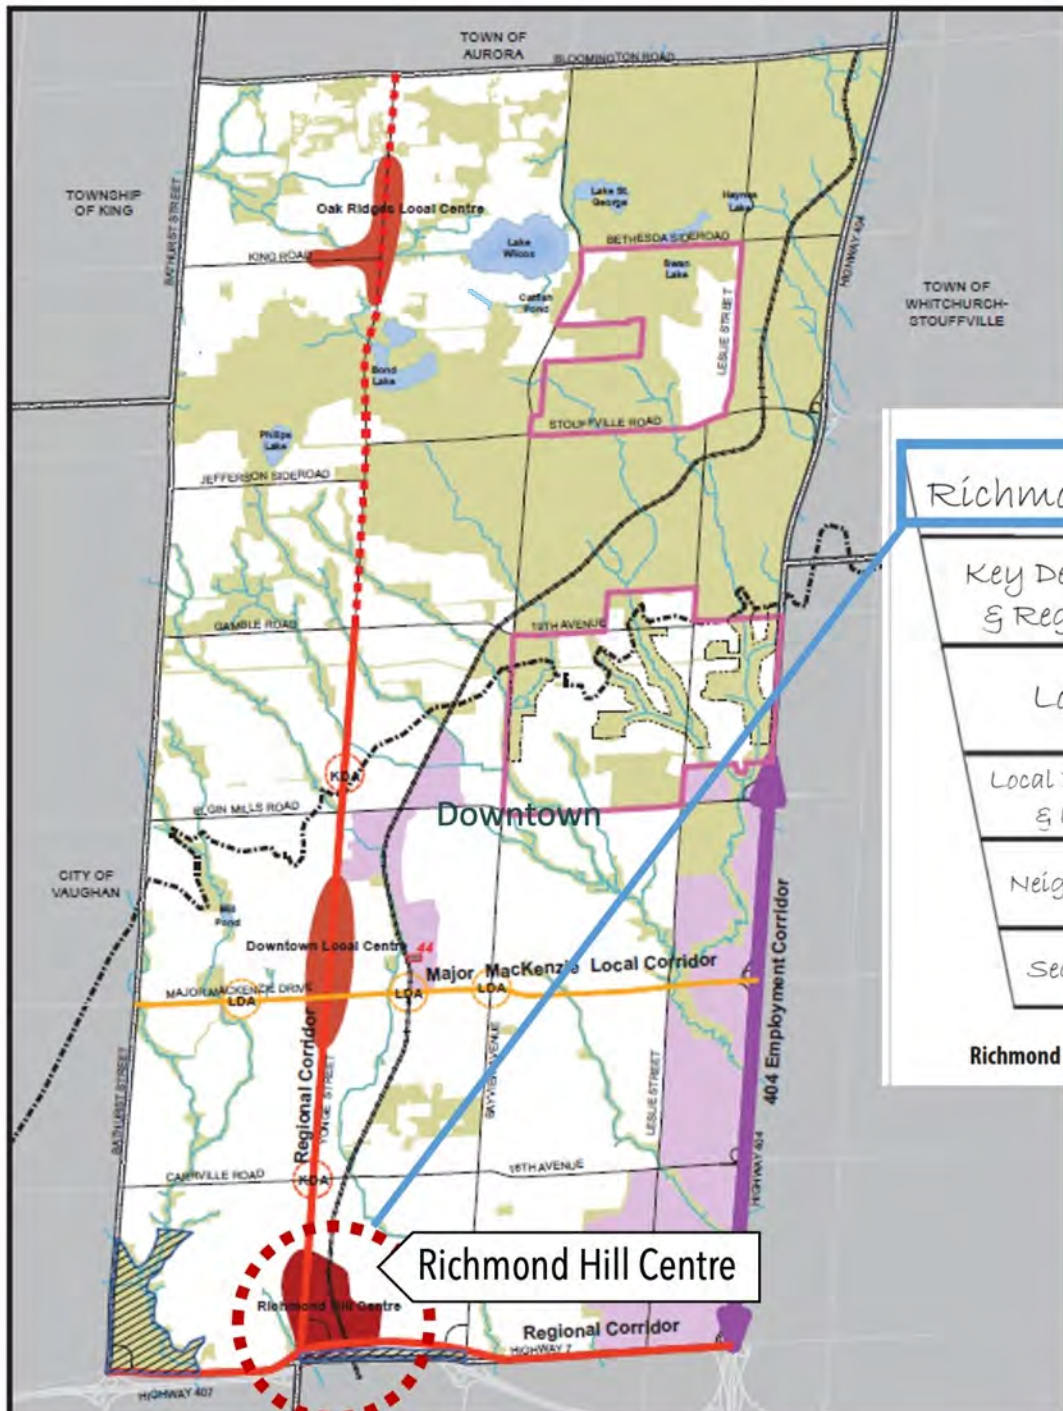 TOWN OF
AURORA
BLOOMINGTON ROAD
TOWNSHIP
OF KING
BATHURST STREET
Oak Ridges Local Centre
KING ROAD
Lake
Wilcox
Lake St.
George
Haynes
Lake
BETHESDA SIDEROAD
Swan
Lake
Catfish
Pond
LESLIE STREET
HIGHWAY 404
TOWN OF
WHITCHURCH-
STOUFFVILLE
Bond
Lake
Philips
Lake
STOUFFVILLE ROAD
JEFFERSON SIDEROAD
Richmo
Key De
& Reg
Lo
Local
&
Neig
Se
Richmond
GAMBLE ROAD
19TH AVENUE
KDA
ELGIN MILLS ROAD
Downtown
CITY OF
VAUGHAN
Mill
Pond
Downtown Local Centre
44
Major MacKenzie Local Corridor
MAJOR MACKENZIE DRIVE
LDA
LDA
LDA
404 Employment Corridor
Regional Corridor
YONGE STREET
BAYVIEW AVENUE
LESLIE STREET
BATHURST STREET
HIGHWAY 404
CARRVILLE ROAD
KDA
16TH AVENUE
Richmond Hill Centre
Richmond Hill Centre
Regional Corridor
HIGHWAY 7
HIGHWAY 407